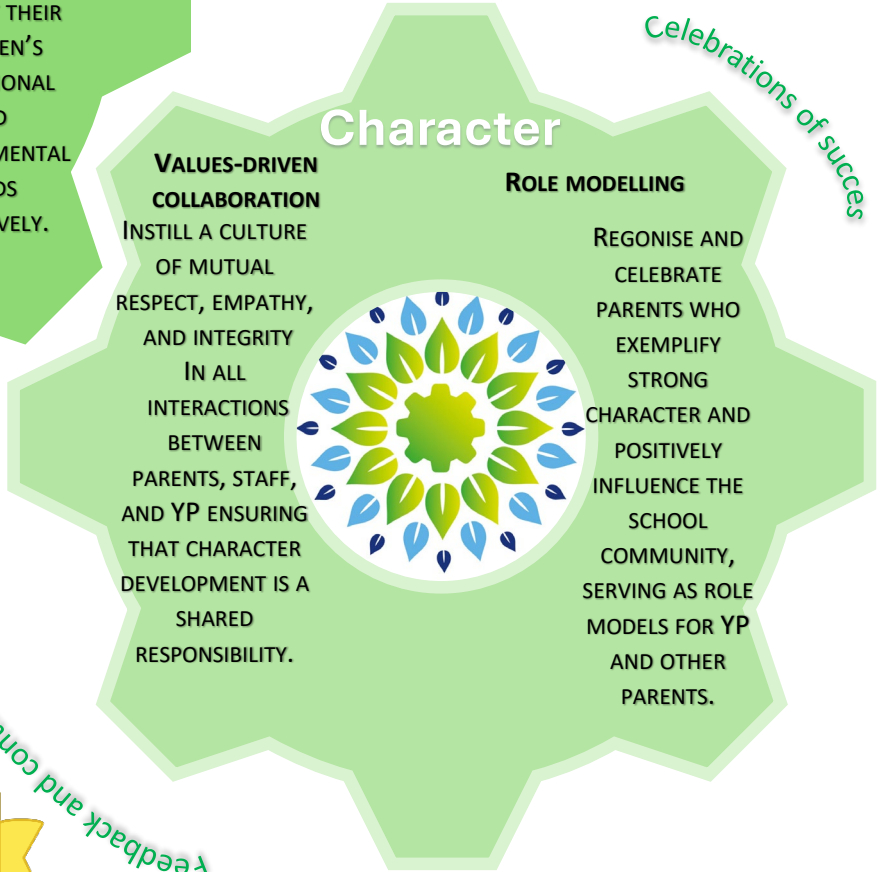 THEIR
EN'S
ONAL
MENTAL
VELY.
Character
VALUES-DRIVEN
COLLABORATION
INSTILL A CULTURE
OF MUTUAL
RESPECT, EMPATHY,
AND INTEGRITY
IN ALL
INTERACTIONS
BETWEEN
PARENTS, STAFF,
AND YP ENSURING
THAT CHARACTER
DEVELOPMENT IS A
SHARED
RESPONSIBILITY.
ROLE MODELLING
REGONISE AND
CELEBRATE
PARENTS WHO
EXEMPLIFY
STRONG
CHARACTER AND
POSITIVELY
INFLUENCE THE
SCHOOL
COMMUNITY,
SERVING AS ROLE
MODELS FOR YP
AND OTHER
PARENTS.
Celebrations of succes
Feedback and con